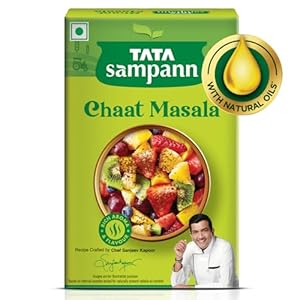 TATA
sampann
Chaat Masala
WITH NATURAL OILS*
RICH AROMA
& FLAVOUR
Recipe Crafted by Chef Sanjeev Kapoor